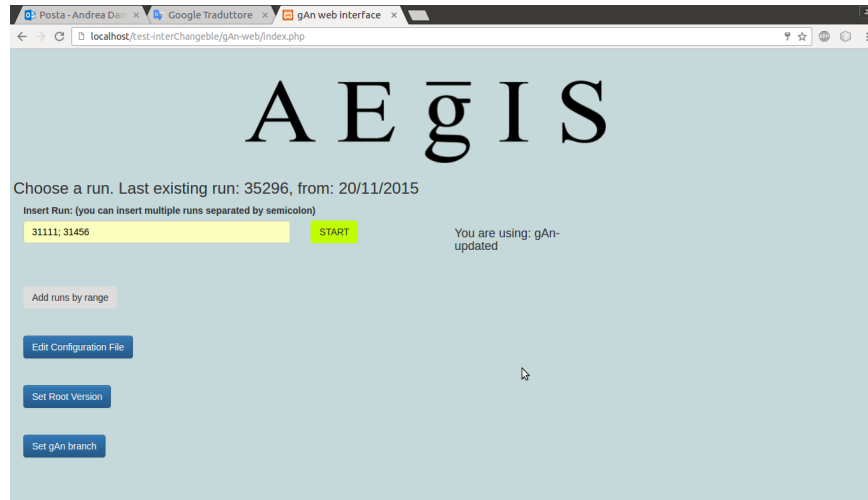 Posta - Andrea Dam
Google Traduttore
gAn web interface
localhost/test-interChangeble/gAn-web/index.php
AEḡIS
Choose a run. Last existing run: 35296, from: 20/11/2015
Insert Run: (you can insert multiple runs separated by semicolon)
31111; 31456
START
You are using: gAn-
updated
Add runs by range
Edit Configuration File
Set Root Version
Set gAn branch